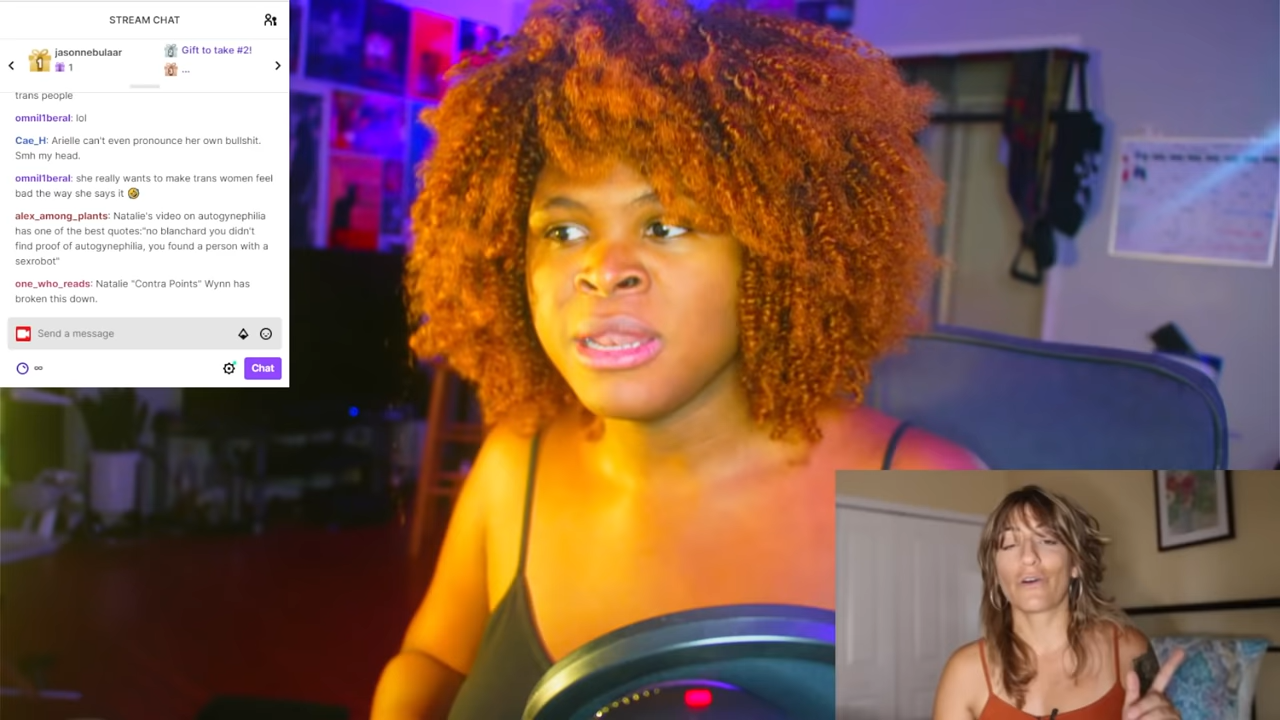 STREAM CHAT
jasonnebulaar
1
Gift to take #2!
...
trans people
omnil1beral: lol
Cae_H: Arielle can't even pronounce her own bullshit.
Smh my head.
omnil1beral: she really wants to make trans women feel
bad the way she says it
alex_among_plants: Natalie's video on autogynephilia
has one of the best quotes:"no blanchard you didn't
find proof of autogynephilia, you found a person with a
sexrobot"
one_who_reads: Natalie "Contra Points" Wynn has
broken this down.
Send a message
∞
Chat